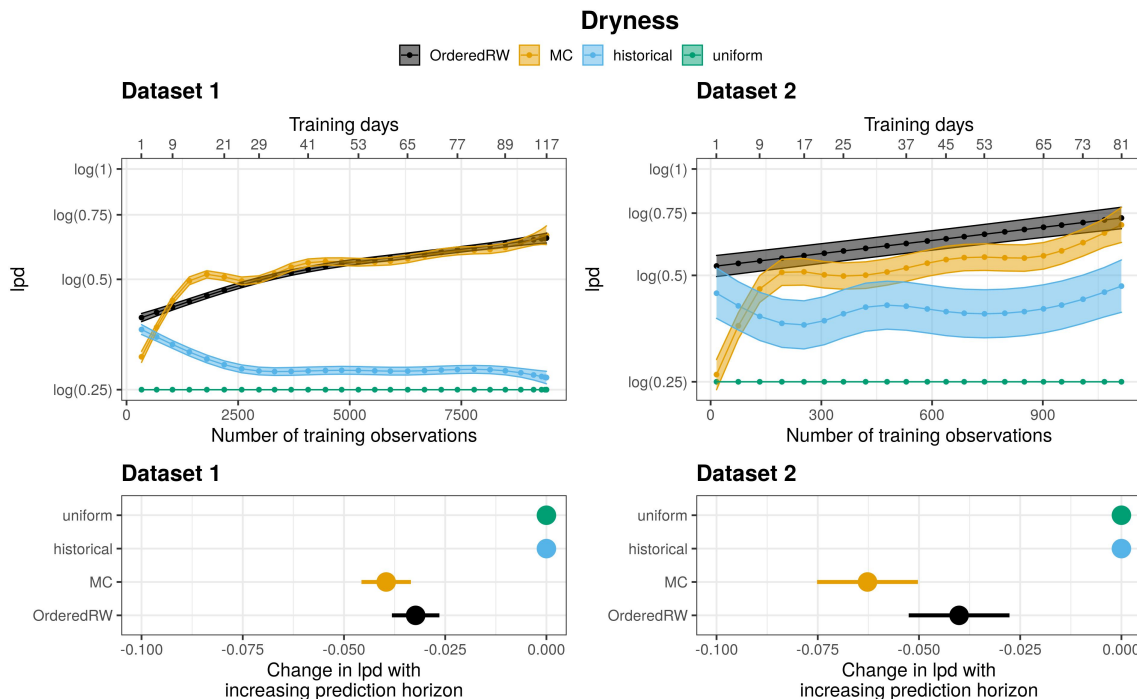 Dryness
OrderedRW MC historical uniform
Dataset 1
Training days
1 9 21 29 41 53 65 77 89 117
log(1)
log(0.75)
log(0.5)
log(0.25)
lpd
0 2500 5000 7500
Number of training observations
Dataset 2
Training days
1 9 17 25 37 45 53 65 73 81
log(1)
log(0.75)
log(0.5)
log(0.25)
lpd
0 300 600 900
Number of training observations
Dataset 1
uniform
historical
MC
OrderedRW
-0.100 -0.075 -0.050 -0.025 0.000
Change in lpd with
increasing prediction horizon
Dataset 2
uniform
historical
MC
OrderedRW
-0.100 -0.075 -0.050 -0.025 0.000
Change in lpd with
increasing prediction horizon